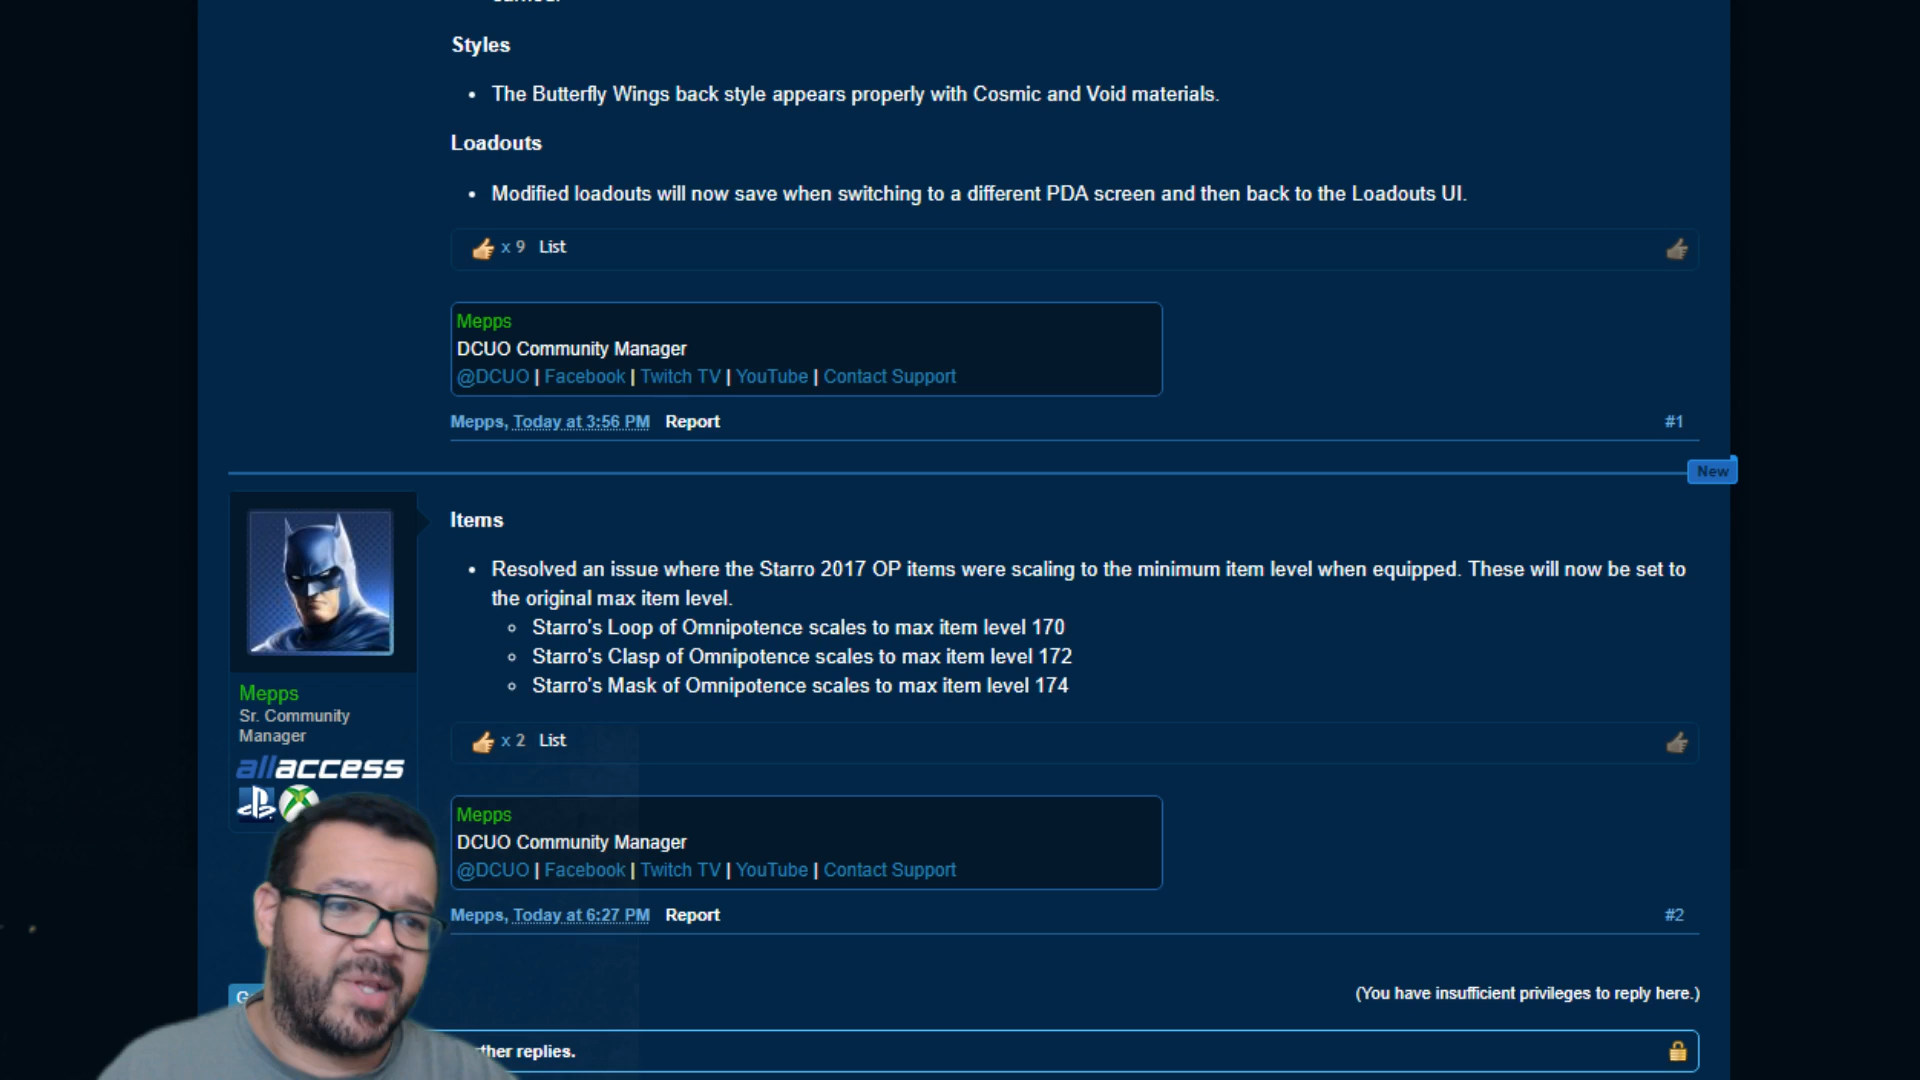 Styles
The Butterfly Wings back style appears properly with Cosmic and Void materials.
Loadouts
Modified loadouts will now save when switching to a different PDA screen and then back to the Loadouts UI.
x 9 List
Mepps
DCUO Community Manager
@DCUO | Facebook | Twitch TV | YouTube | Contact Support
Mepps, Today at 3:56 PM Report #1
New
Items
Resolved an issue where the Starro 2017 OP items were scaling to the minimum item level when equipped. These will now be set to
the original max item level.
Starro's Loop of Omnipotence scales to max item level 170
Starro's Clasp of Omnipotence scales to max item level 172
Starro's Mask of Omnipotence scales to max item level 174
Mepps
Sr. Community
Manager
allaccess
x 2 List
Mepps
DCUO Community Manager
@DCUO | Facebook | Twitch TV | YouTube | Contact Support
Mepps, Today at 6:27 PM Report #2
(You have insufficient privileges to reply here.)
replies.